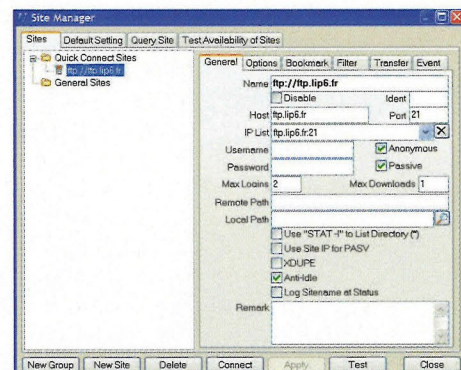 Site Manager
Sites Default Setting Query Site Test Availability of Sites
Quick Connect Sites
ftp://ftp.lip6.fr
General Sites
General Options Bookmark Filter Transfer Event
Name ftp://ftp.lip6.fr
Disable Ident
Host ftp.lip6.fr Port 21
IP List ftp.lip6.fr:21
Username Anonymous
Password Passive
Max Logins 2 Max Downloads 1
Remote Path
Local Path
Use "STAT -l" to List Directory (*)
Use Site IP for PASV
XDUPE
Anti-Idle
Log Sitename at Status
Remark
New Group New Site Delete Connect Apply Test Close